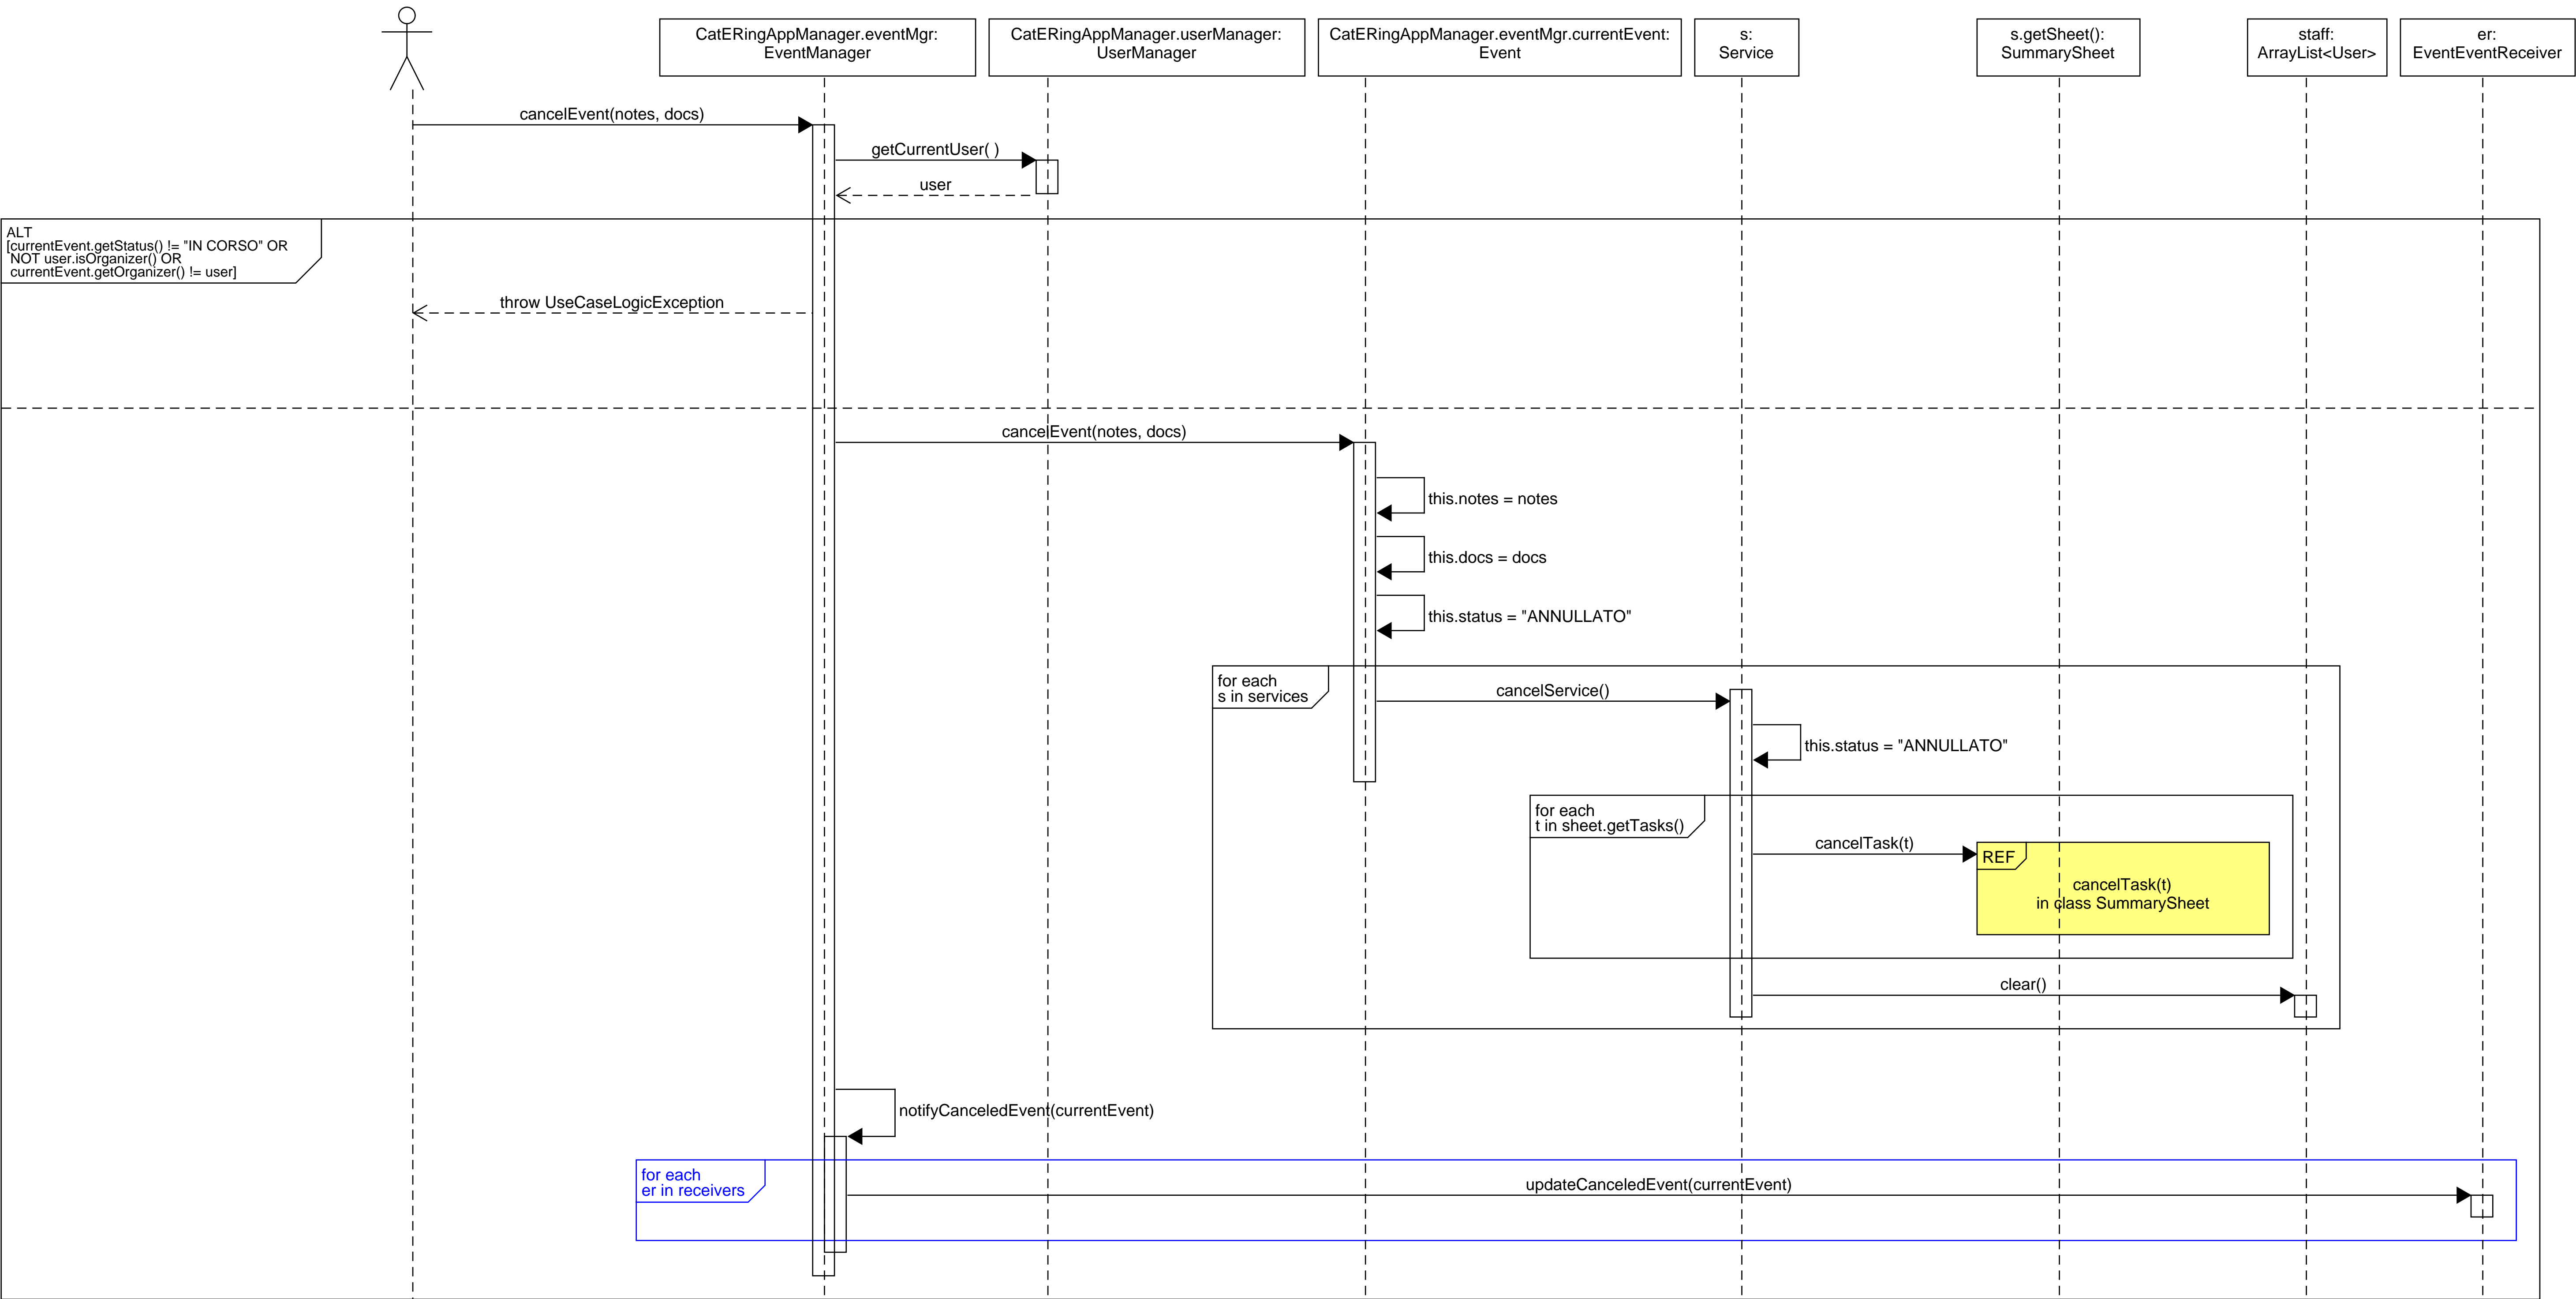 CatERingAppManager.eventMgr:
EventManager
CatERingAppManager.userManager:
UserManager
CatERingAppManager.eventMgr.currentEvent:
Event
s:
Service
s.getSheet():
SummarySheet
staff:
ArrayList<User>
er:
EventEventReceiver
cancelEvent(notes, docs)
getCurrentUser( )
user
ALT
[currentEvent.getStatus() != "IN CORSO" OR
NOT user.isOrganizer() OR
currentEvent.getOrganizer() != user]
throw UseCaseLogicException
cancelEvent(notes, docs)
this.notes = notes
this.docs = docs
this.status = "ANNULLATO"
for each
s in services
cancelService()
this.status = "ANNULLATO"
for each
t in sheet.getTasks()
cancelTask(t)
REF
cancelTask(t)
in class SummarySheet
clear()
notifyCanceledEvent(currentEvent)
for each
er in receivers
updateCanceledEvent(currentEvent)